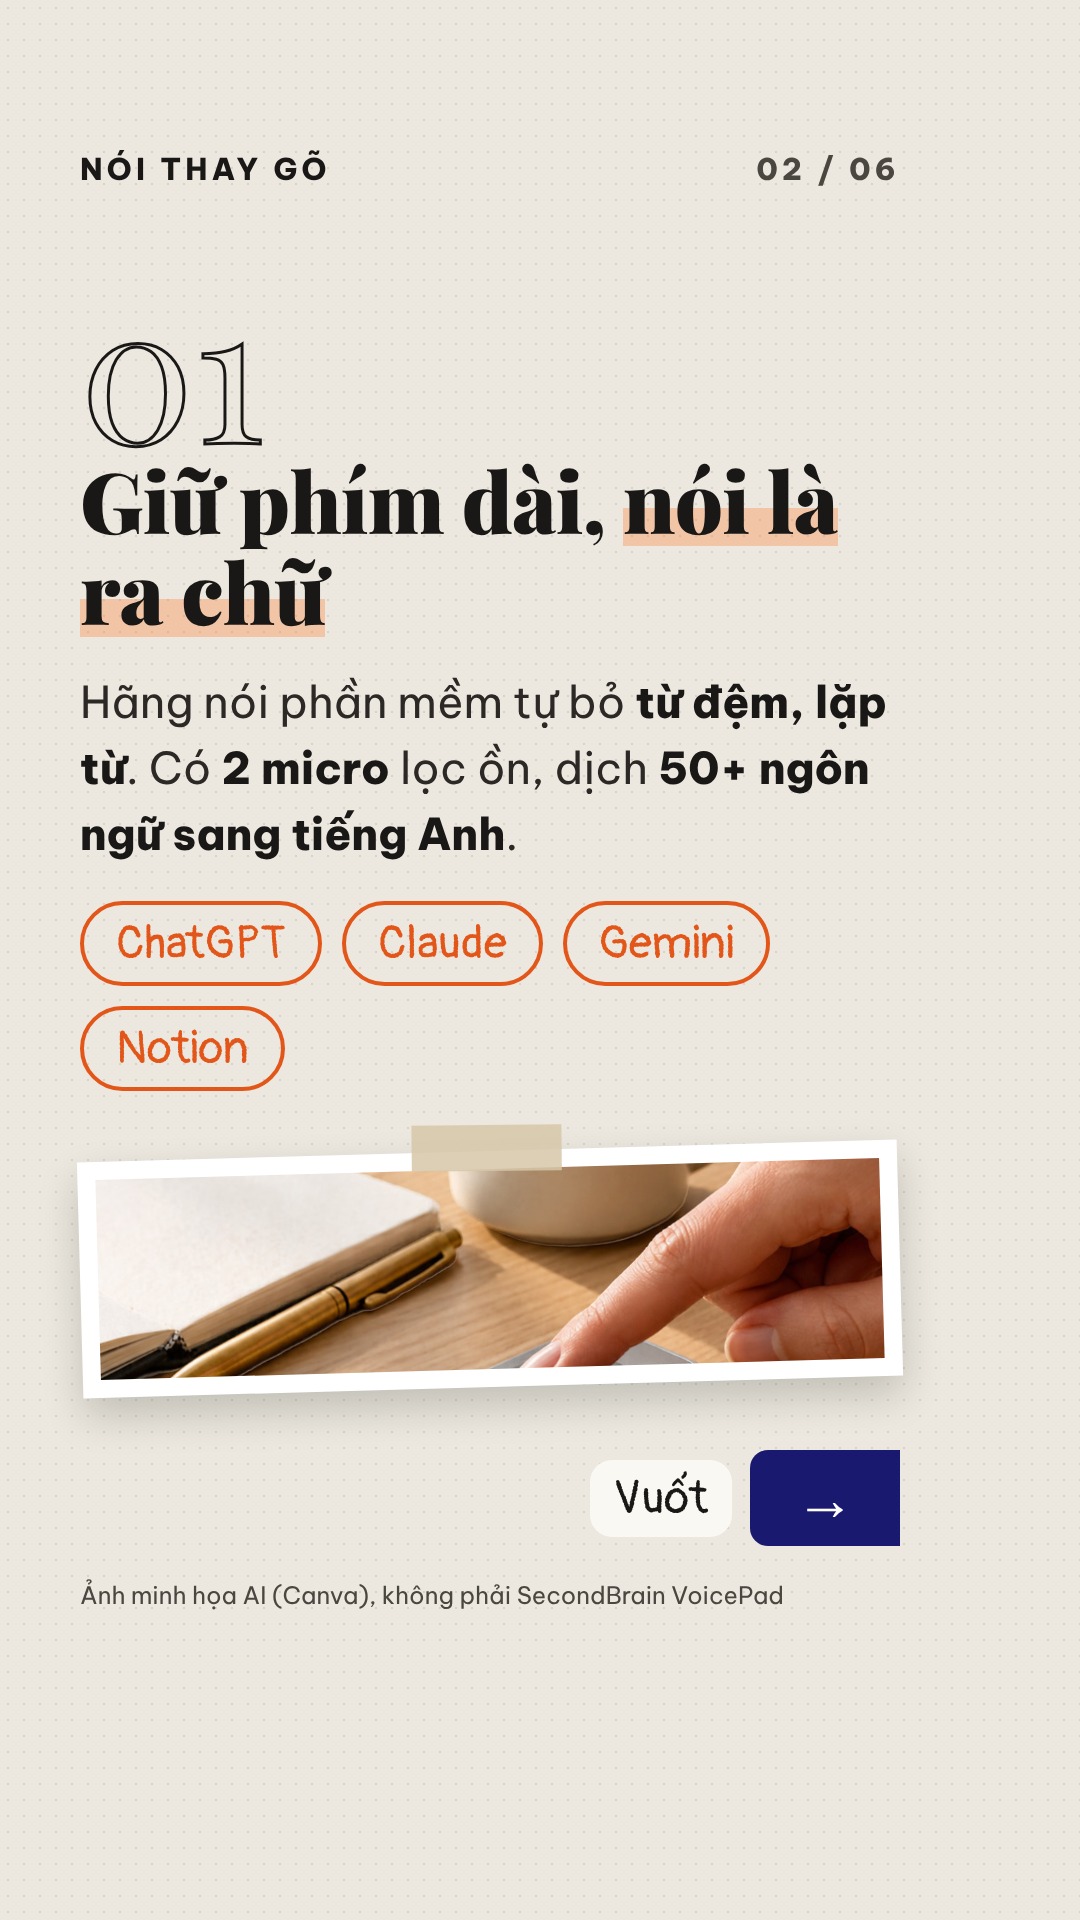 NÓI THAY GÕ
02 / 06
01
Giữ phím dài, nói là
ra chữ
Hãng nói phần mềm tự bỏ từ đệm, lặp
từ. Có 2 micro lọc ồn, dịch 50+ ngôn
ngữ sang tiếng Anh.
ChatGPT
Claude
Gemini
Notion
Vuốt
→
Ảnh minh họa AI (Canva), không phải SecondBrain VoicePad